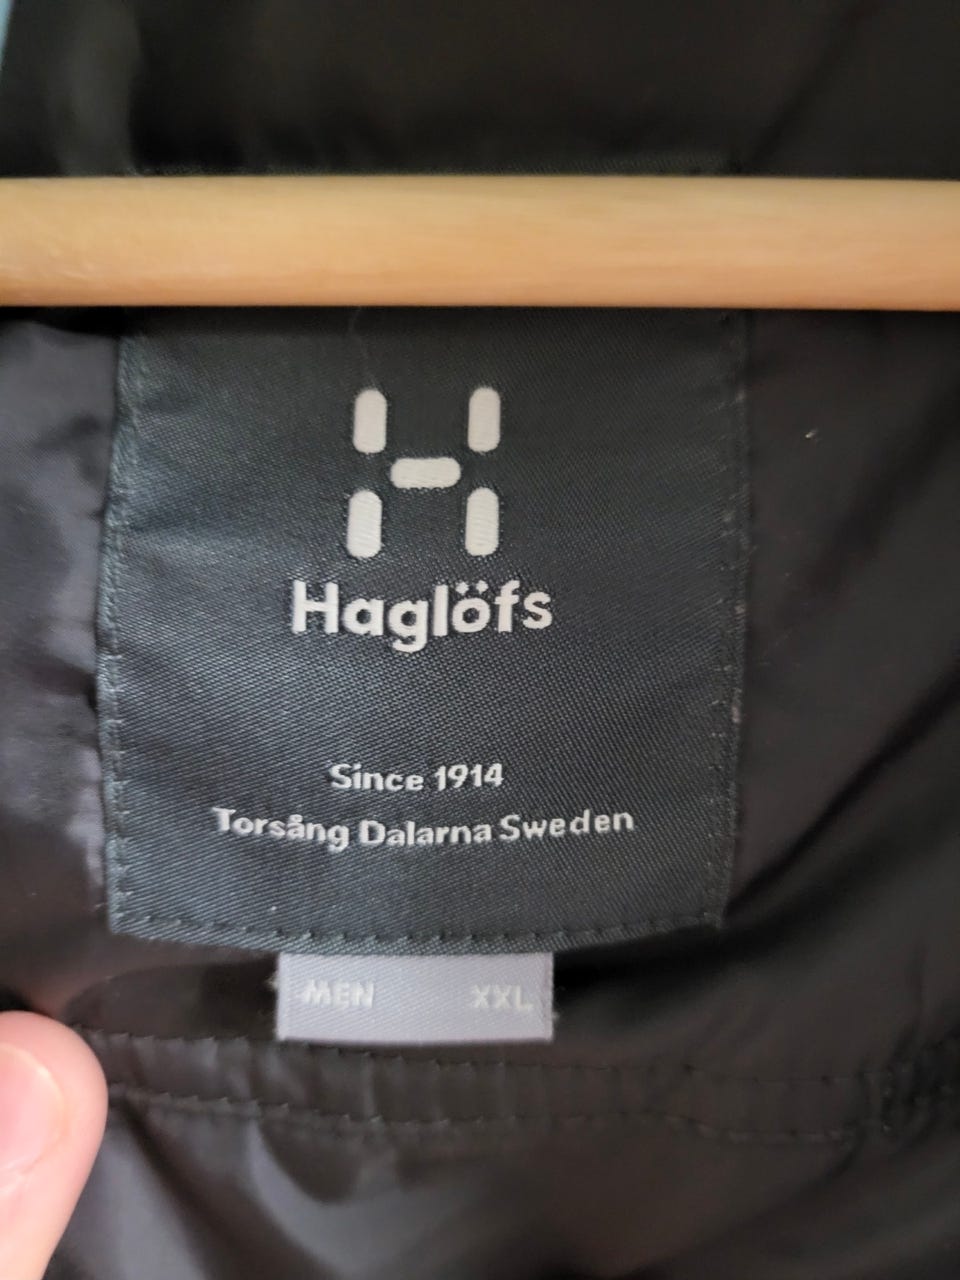 Haglöfs
Since 1914
Torsång Dalarna Sweden
MEN XXL